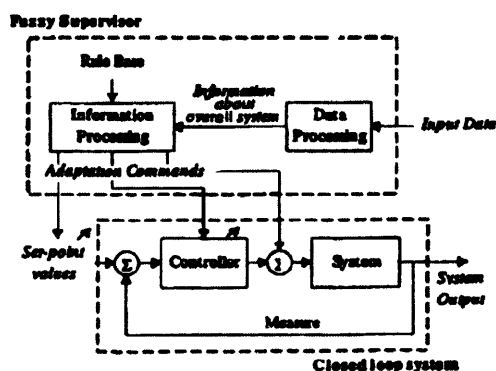 Fuzzy Supervisor
Rule Base
Information
about
overall system
Information
Processing
Data
Processing
Input Data
Adaptation Commands
Set-point
values
Σ
Controller
Σ
System
System
Output
Measure
Closed loop system